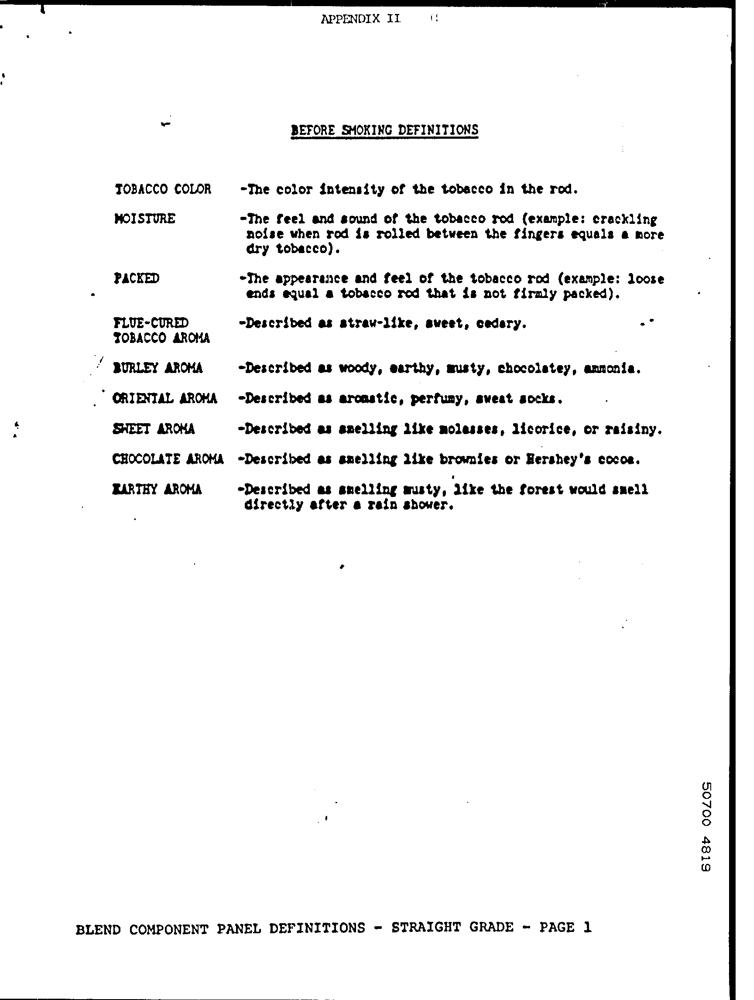 APPENDIX II
BEFORE SMOKING DEFINITIONS
TOBACCO COLOR -The color intensity of the tobacco in the rod.
MOISTURE -The feel and sound of the tobacco rod (example: crackling
noise when rod is rolled between the fingers equals a more
dry tobacco).
PACKED -The appearance and feel of the tobacco rod (example: loose
ends equal a tobacco rod that is not firmly packed).
FLUE-CURED -Described as straw-like, sweet, cedary.
TOBACCO AROMA
BURLEY AROMA -Described as woody, earthy, musty, chocolatey, ammonia.
ORIENTAL AROMA -Described as aromatic, perfumy, sweat socks.
SWEET AROMA -Described as smelling like molasses, licorice, or raisiny.
CHOCOLATE AROMA -Described as smelling like brownies or Hershey's cocoa.
EARTHY AROMA -Described as smelling musty, like the forest would smell
directly after a rain shower.
50700 4819
BLEND COMPONENT PANEL DEFINITIONS - STRAIGHT GRADE - PAGE 1